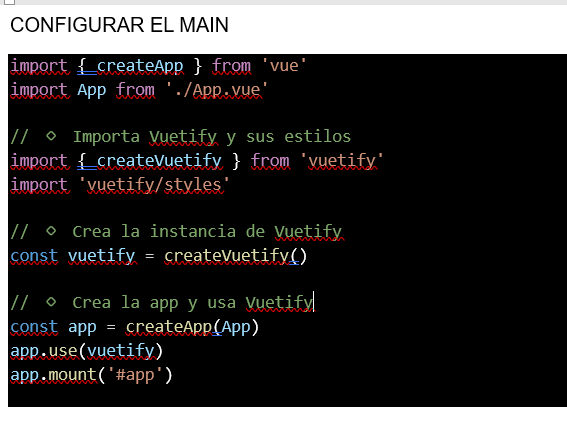 CONFIGURAR EL MAIN
import { createApp } from 'vue'
import App from './App.vue'
// ◇ Importa Vuetify y sus estilos
import { createVuetify } from 'vuetify'
import 'vuetify/styles'
// ◇ Crea la instancia de Vuetify
const vuetify = createVuetify()
// ◇ Crea la app y usa Vuetify
const app = createApp(App)
app.use(vuetify)
app.mount('#app')